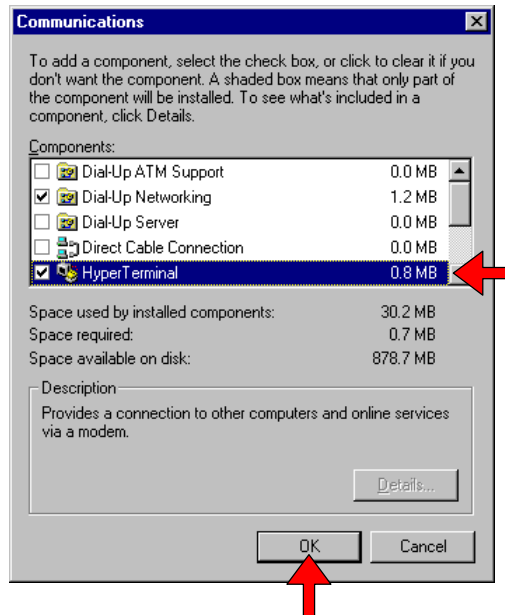 Communications
To add a component, select the check box, or click to clear it if you
don't want the component. A shaded box means that only part of
the component will be installed. To see what's included in a
component, click Details.
Components:
Dial-Up ATM Support 0.0 MB
Dial-Up Networking 1.2 MB
Dial-Up Server 0.0 MB
Direct Cable Connection 0.0 MB
HyperTerminal 0.8 MB
Space used by installed components: 30.2 MB
Space required: 0.7 MB
Space available on disk: 878.7 MB
Description
Provides a connection to other computers and online services
via a modem.
Details...
OK Cancel